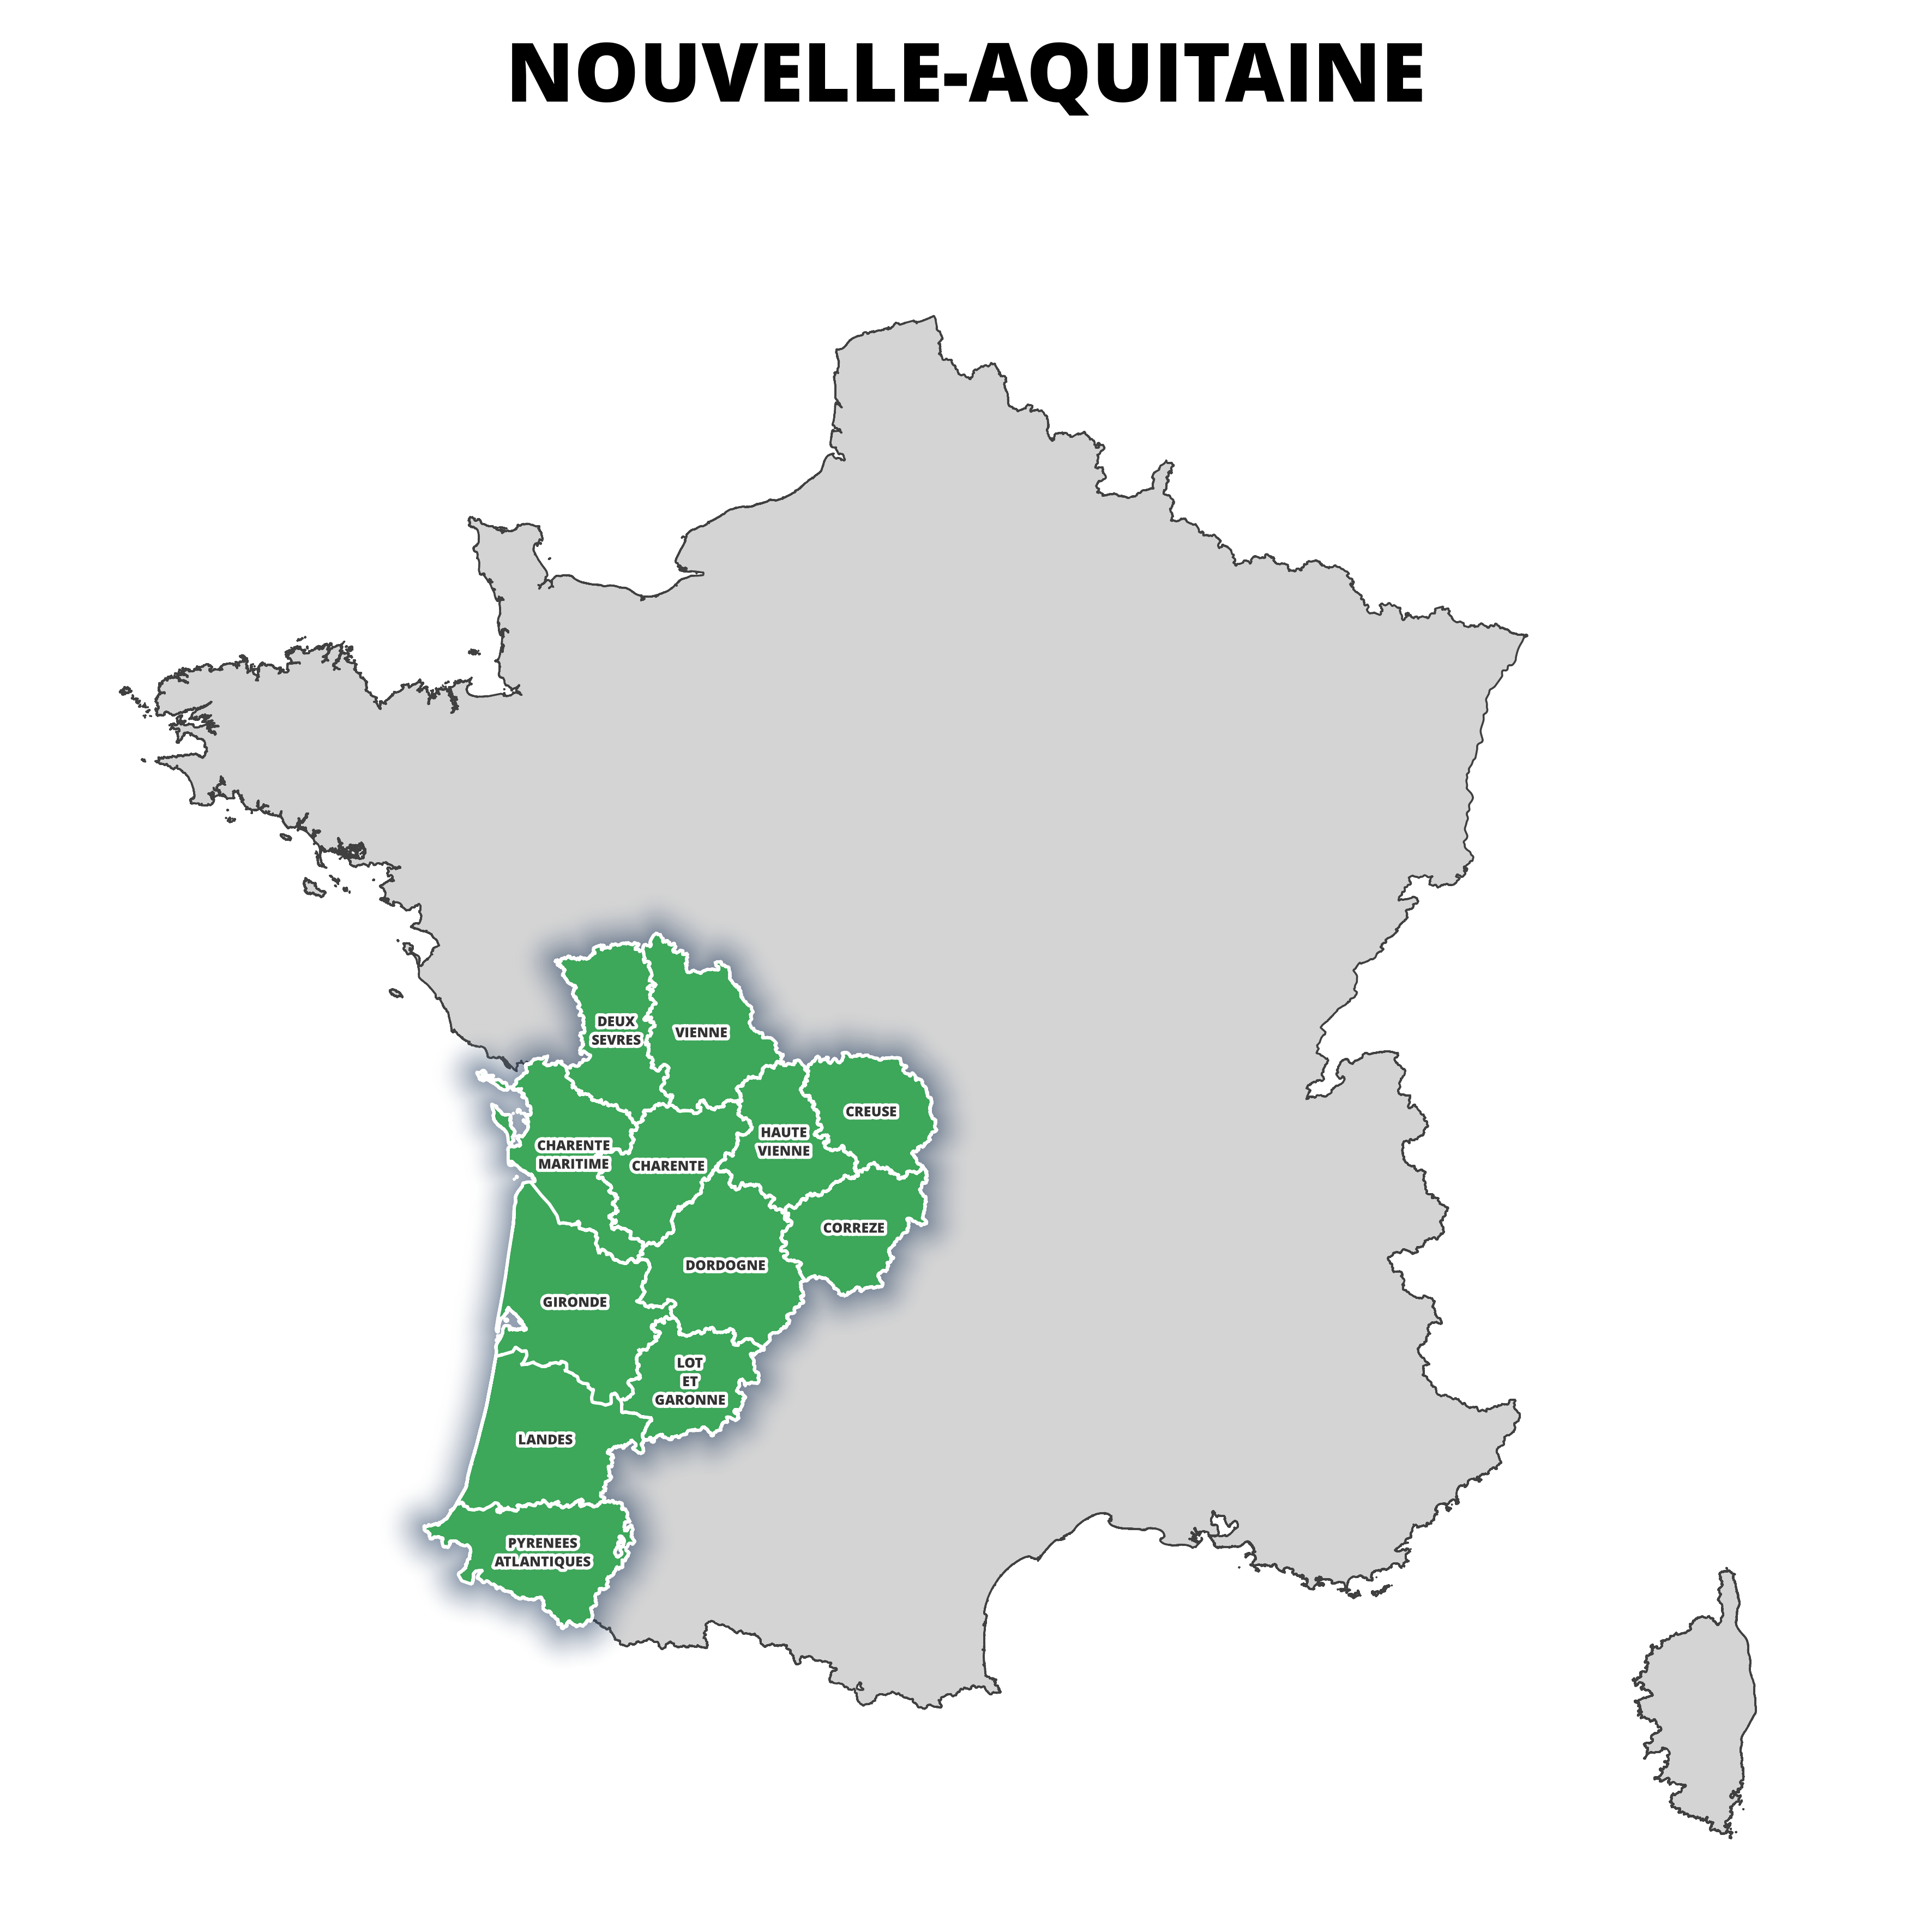 NOUVELLE-AQUITAINE
DEUX
SEVRES
VIENNE
CREUSE
HAUTE
VIENNE
CHARENTE
MARITIME
CHARENTE
CORREZE
DORDOGNE
GIRONDE
LOT
ET
GARONNE
LANDES
PYRENEES
ATLANTIQUES